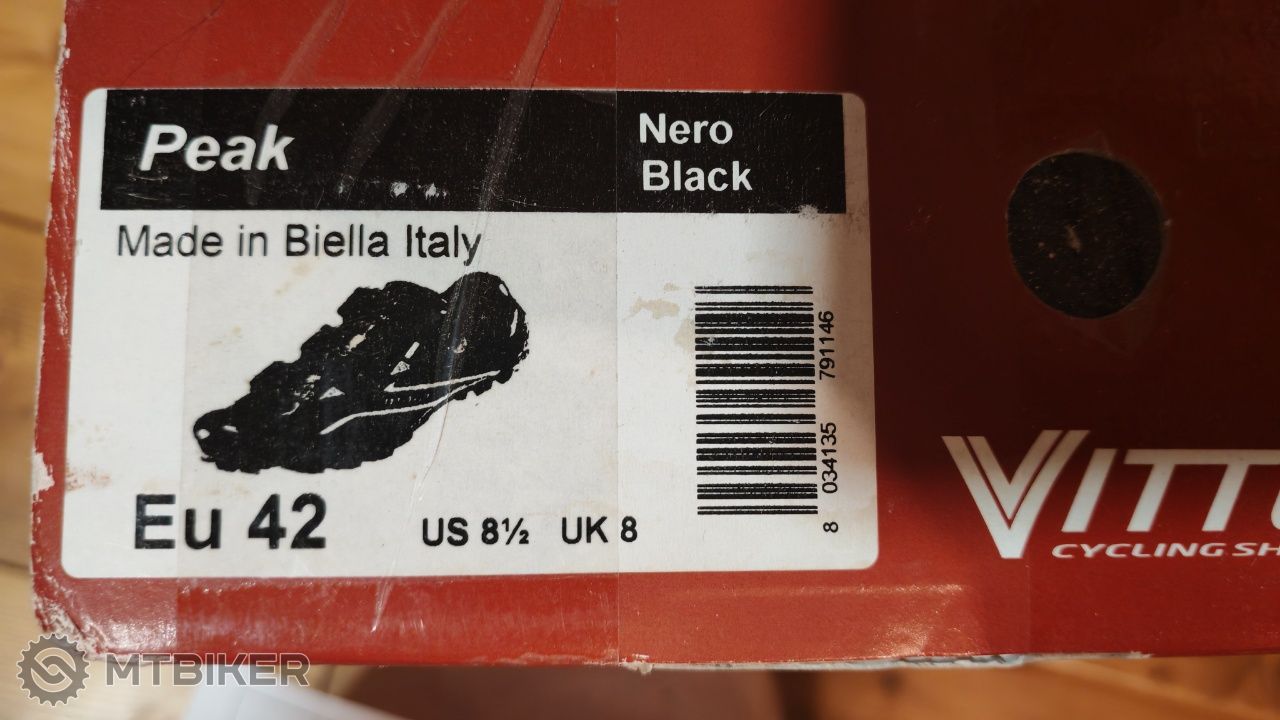 Peak
Nero
Black
Made in Biella Italy
8 034135 791146
Eu 42
US 8½ UK 8
VITT
CYCLING SH
MTBIKER